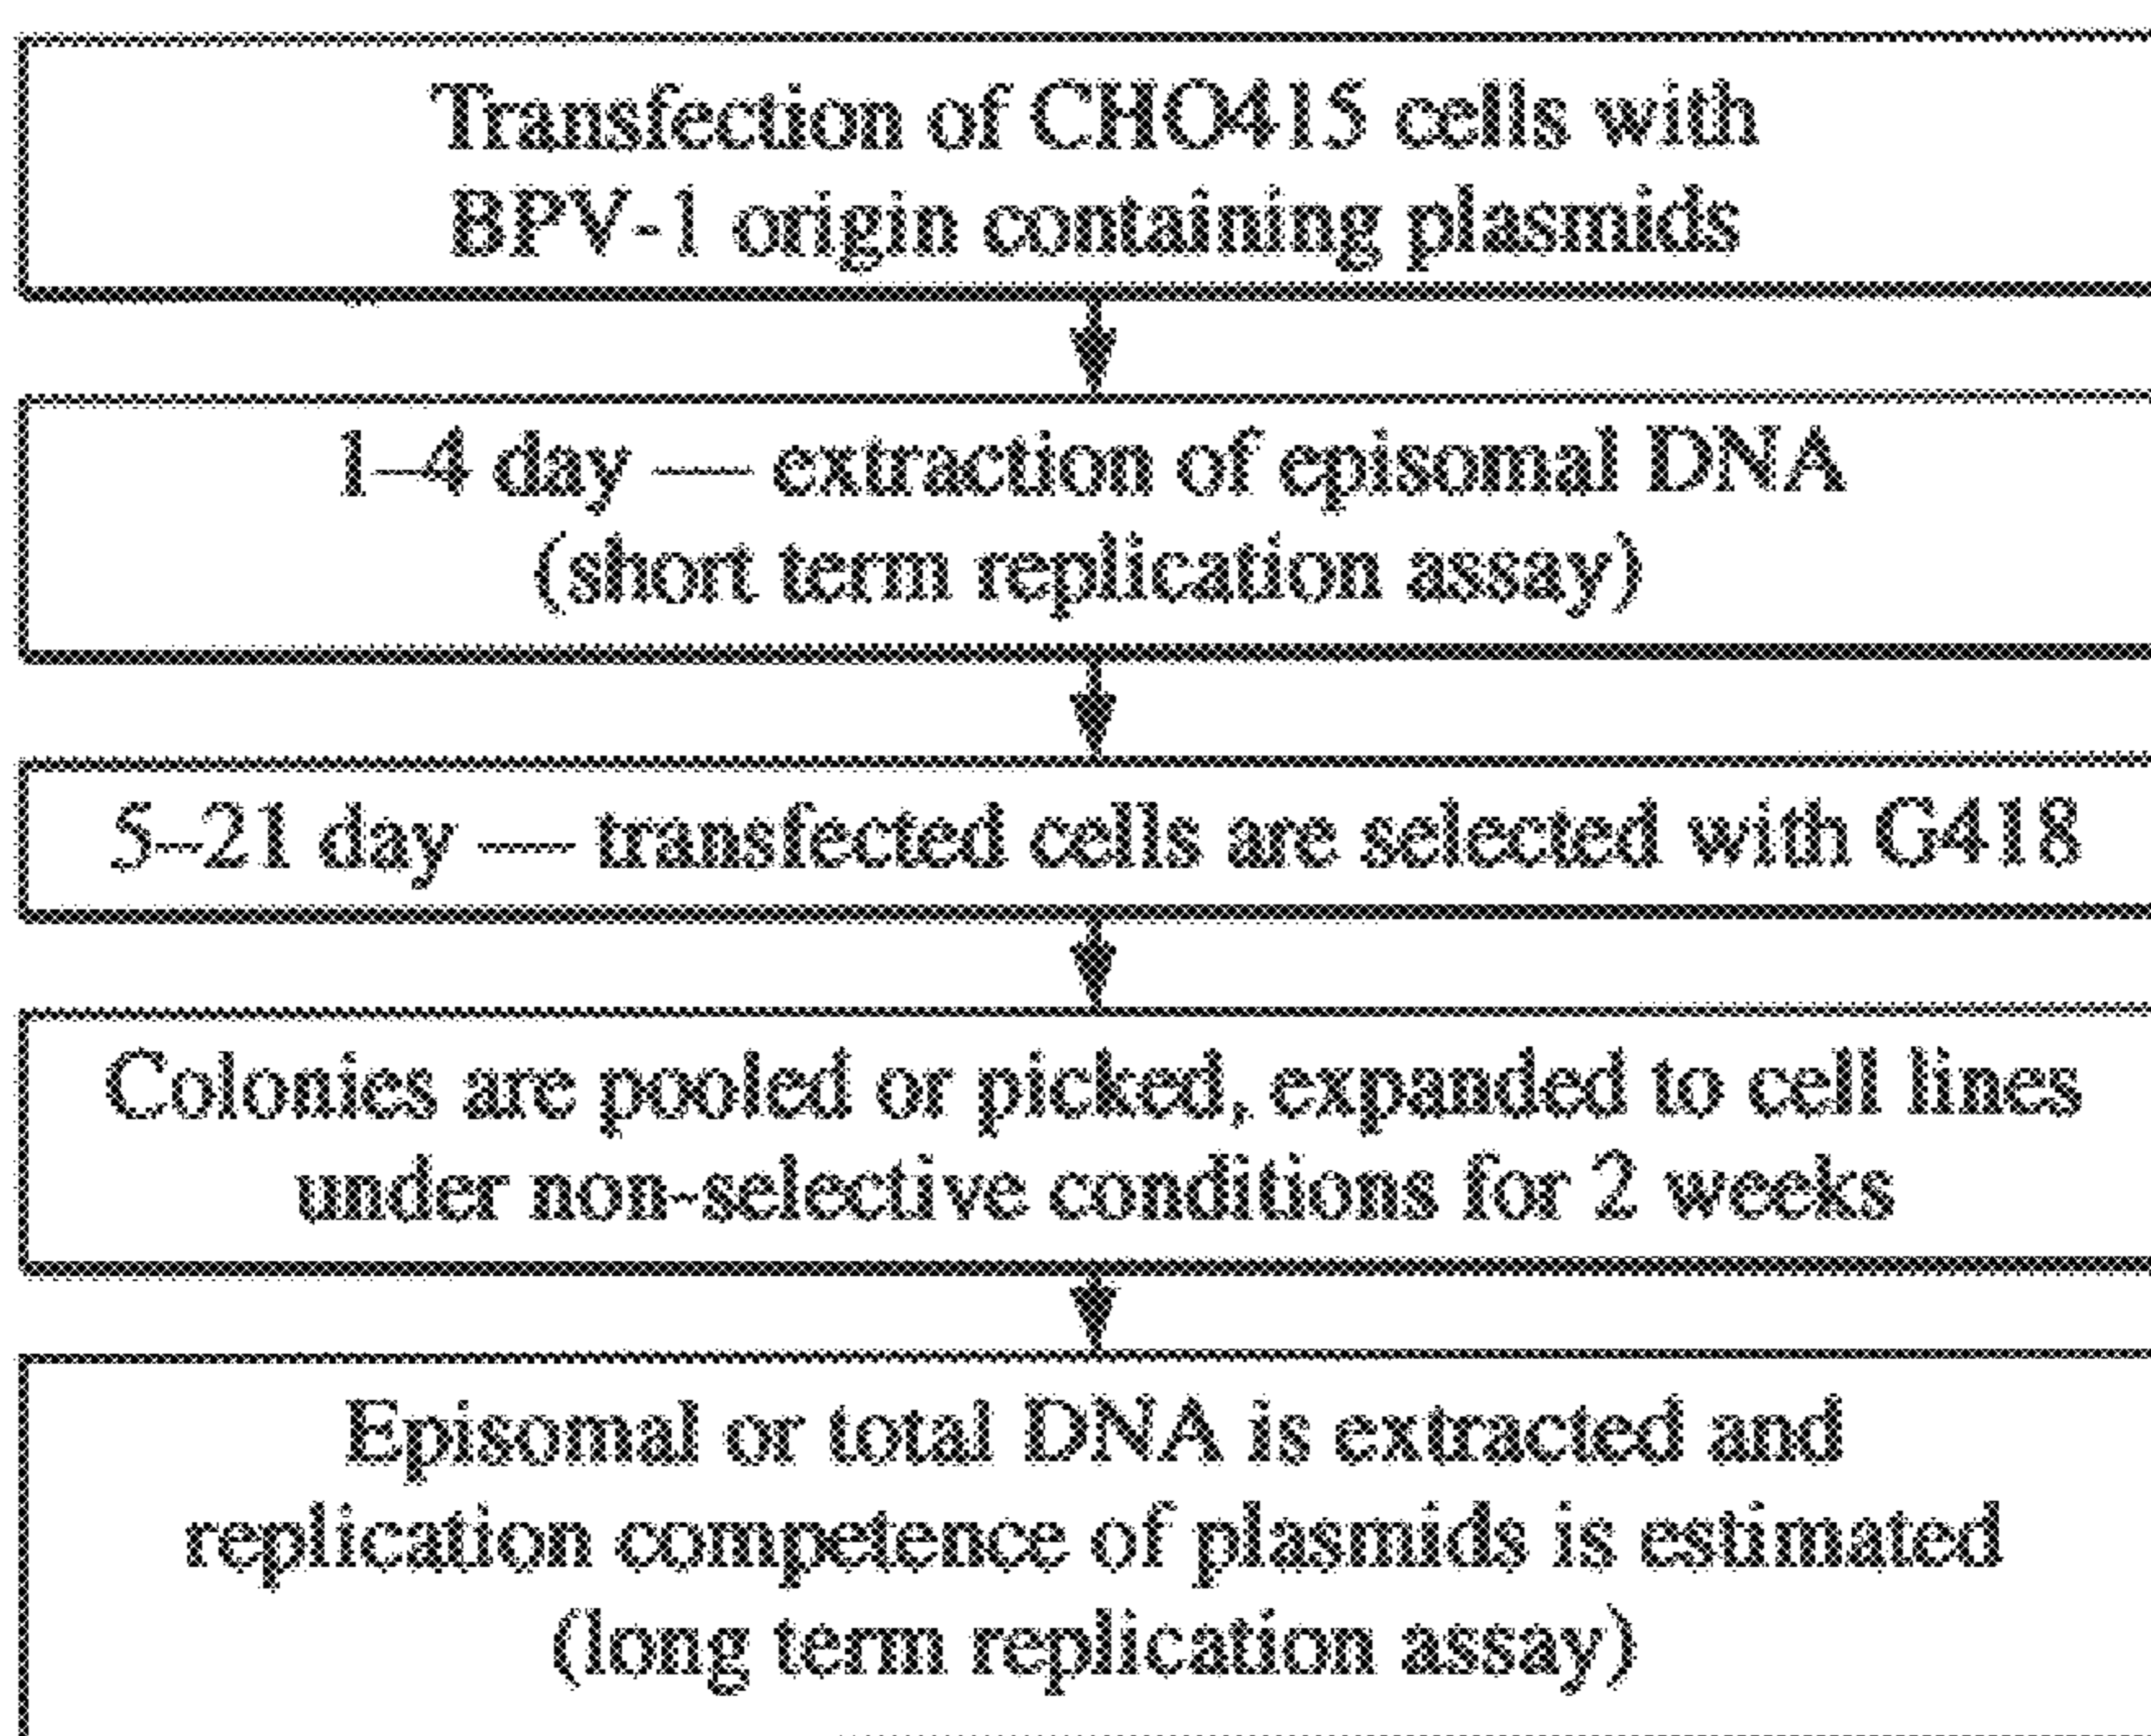 Transfection of CHO415 cells with
BPV-1 origin containing plasmids
1–4 day — extraction of episomal DNA
(short term replication assay)
5–21 day — transfected cells are selected with G418
Colonies are pooled or picked, expanded to cell lines
under non-selective conditions for 2 weeks
Episomal or total DNA is extracted and
replication competence of plasmids is estimated
(long term replication assay)